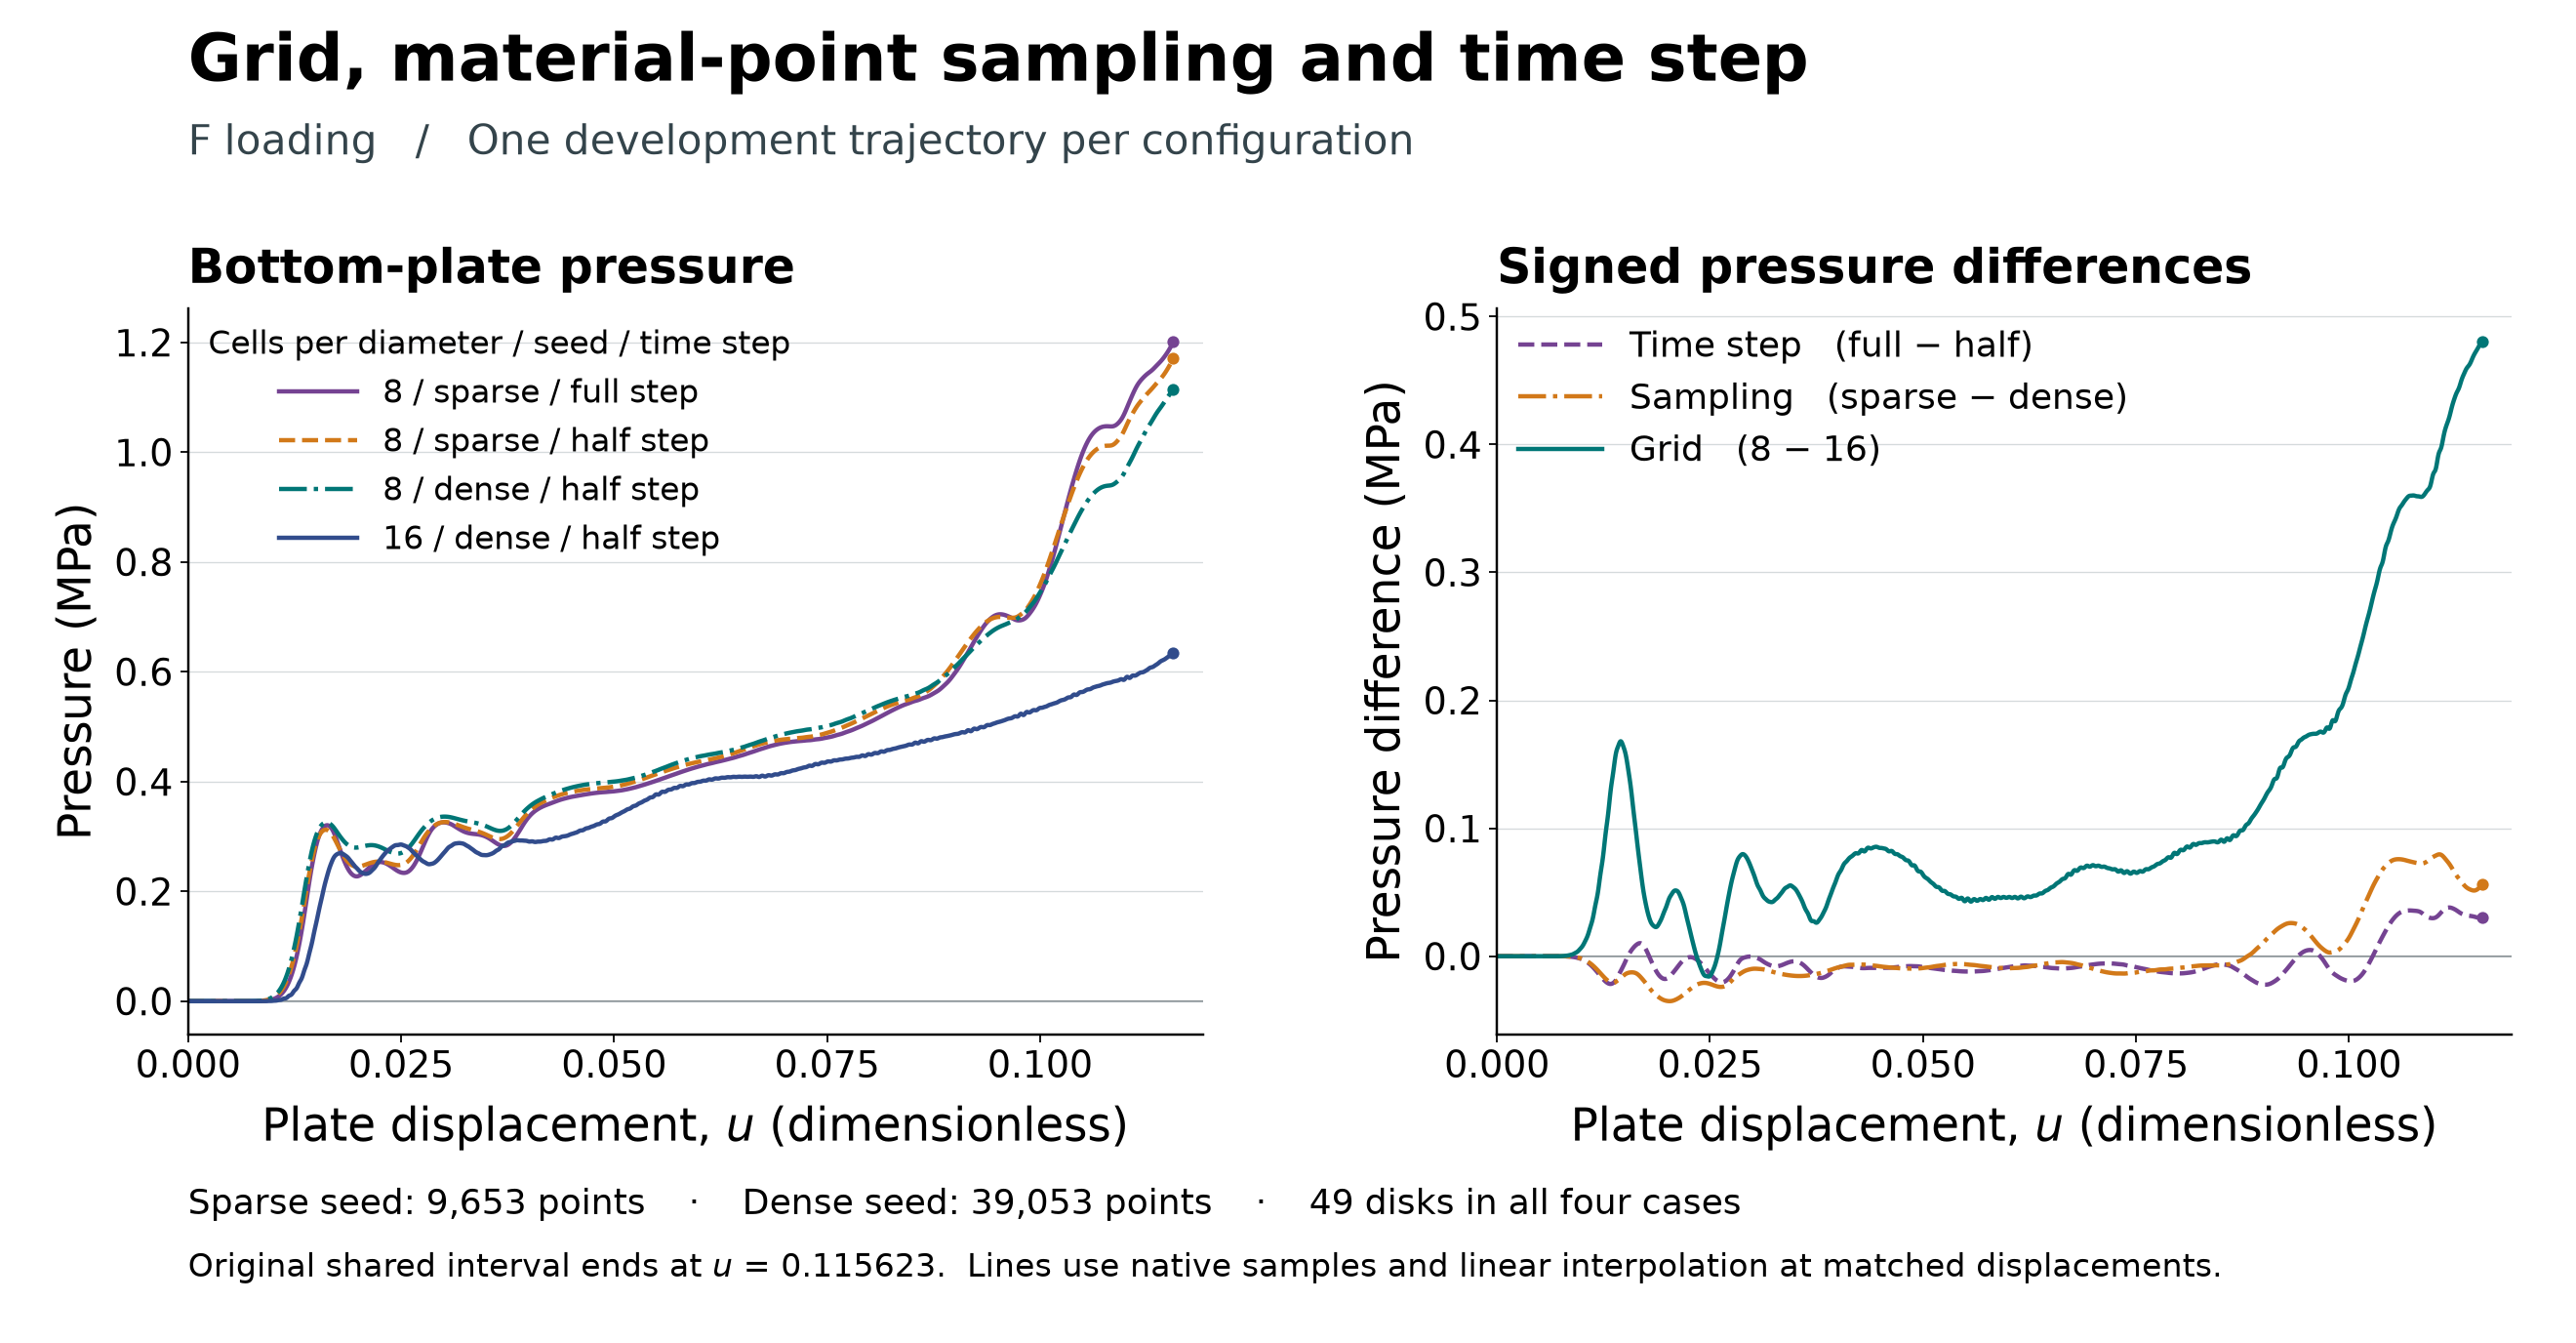 Grid, material-point sampling and time step
F loading / One development trajectory per configuration
Bottom-plate pressure
Pressure (MPa)
1.2
1.0
0.8
0.6
0.4
0.2
0.0
Cells per diameter / seed / time step
8 / sparse / full step
8 / sparse / half step
8 / dense / half step
16 / dense / half step
0.000 0.025 0.050 0.075 0.100
Plate displacement, u (dimensionless)
Signed pressure differences
Pressure difference (MPa)
0.5
0.4
0.3
0.2
0.1
0.0
Time step (full − half)
Sampling (sparse − dense)
Grid (8 − 16)
0.000 0.025 0.050 0.075 0.100
Plate displacement, u (dimensionless)
Sparse seed: 9,653 points · Dense seed: 39,053 points · 49 disks in all four cases
Original shared interval ends at u = 0.115623. Lines use native samples and linear interpolation at matched displacements.